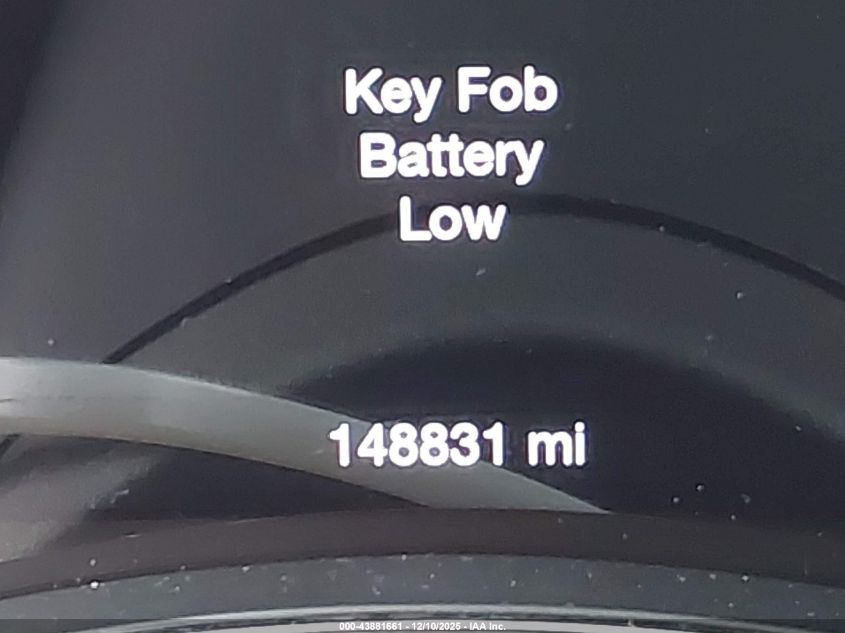 Key Fob
Battery
Low
148831 mi
000-43881661 - 12/10/2025 - IAA Inc.